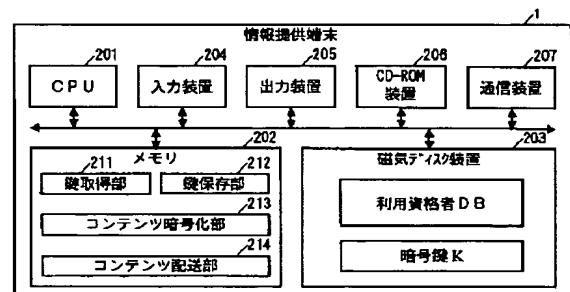 1
情報提供端末
201 204 205 206 207
CPU 入力装置 出力装置 CD-ROM装置 通信装置
202 203
メモリ 磁気ディスク装置
211 212
鍵取得部 鍵保存部
利用資格者DB
213
コンテンツ暗号化部
214
コンテンツ配送部
暗号鍵K